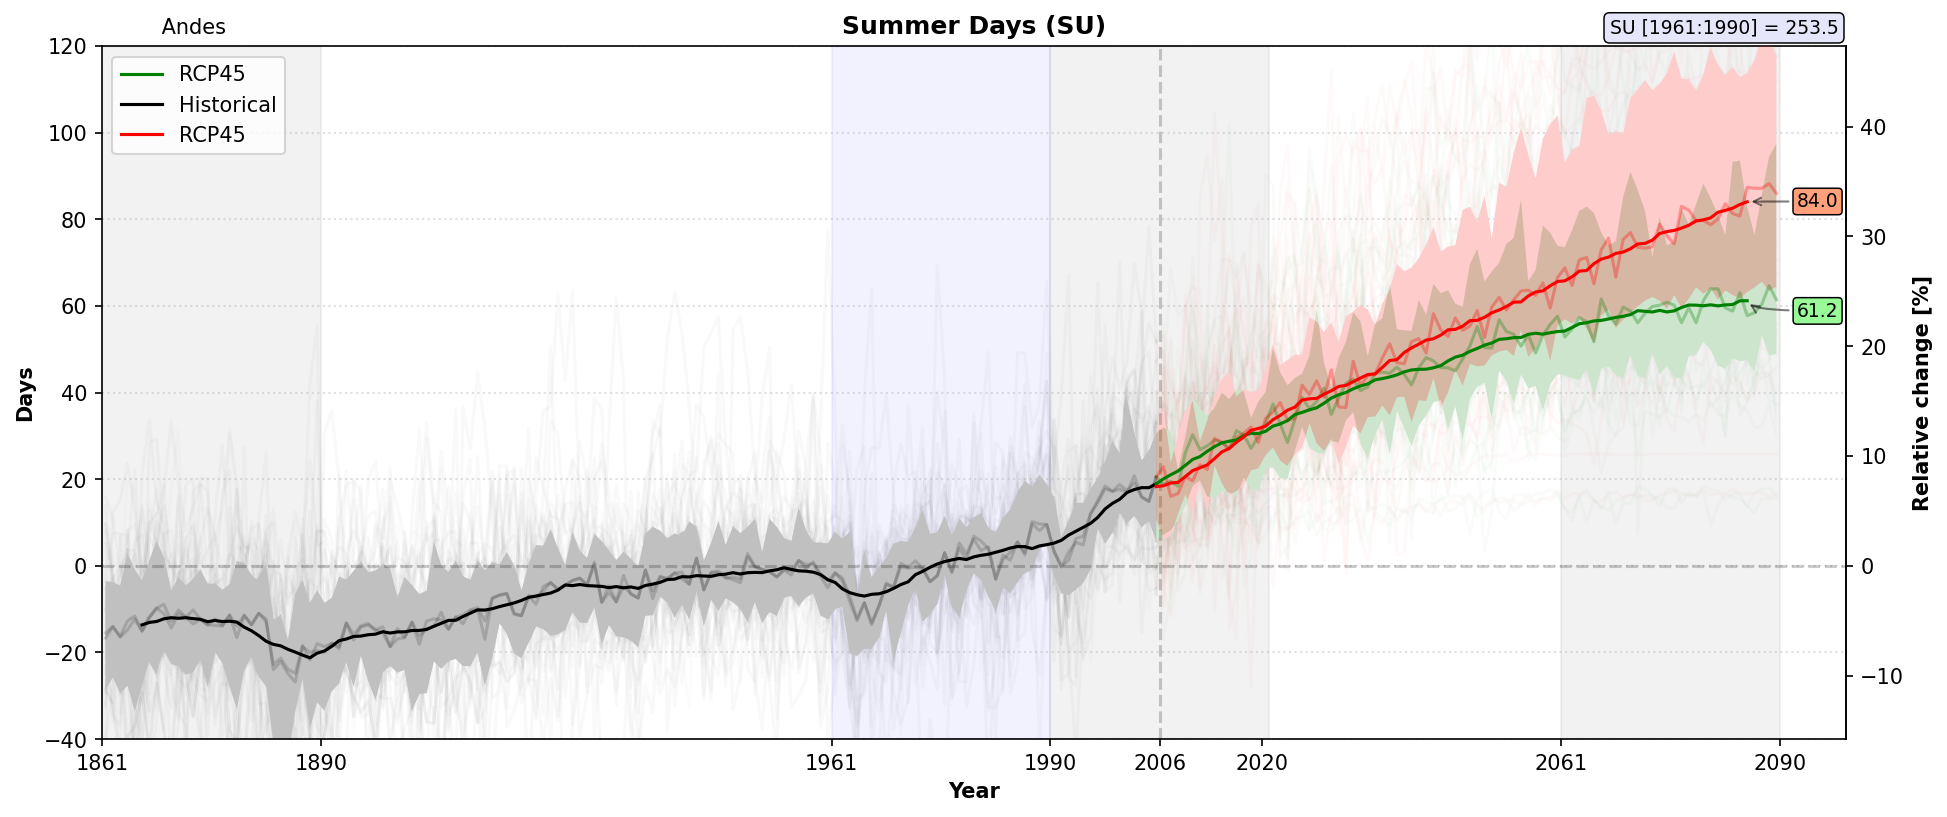 Andes
Summer Days (SU)
SU [1961:1990] = 253.5
RCP45
Historical
RCP45
120
100
80
60
40
20
0
−20
−40
Days
40
30
20
10
0
−10
Relative change [%]
84.0
61.2
1861 1890 1961 1990 2006 2020 2061 2090
Year